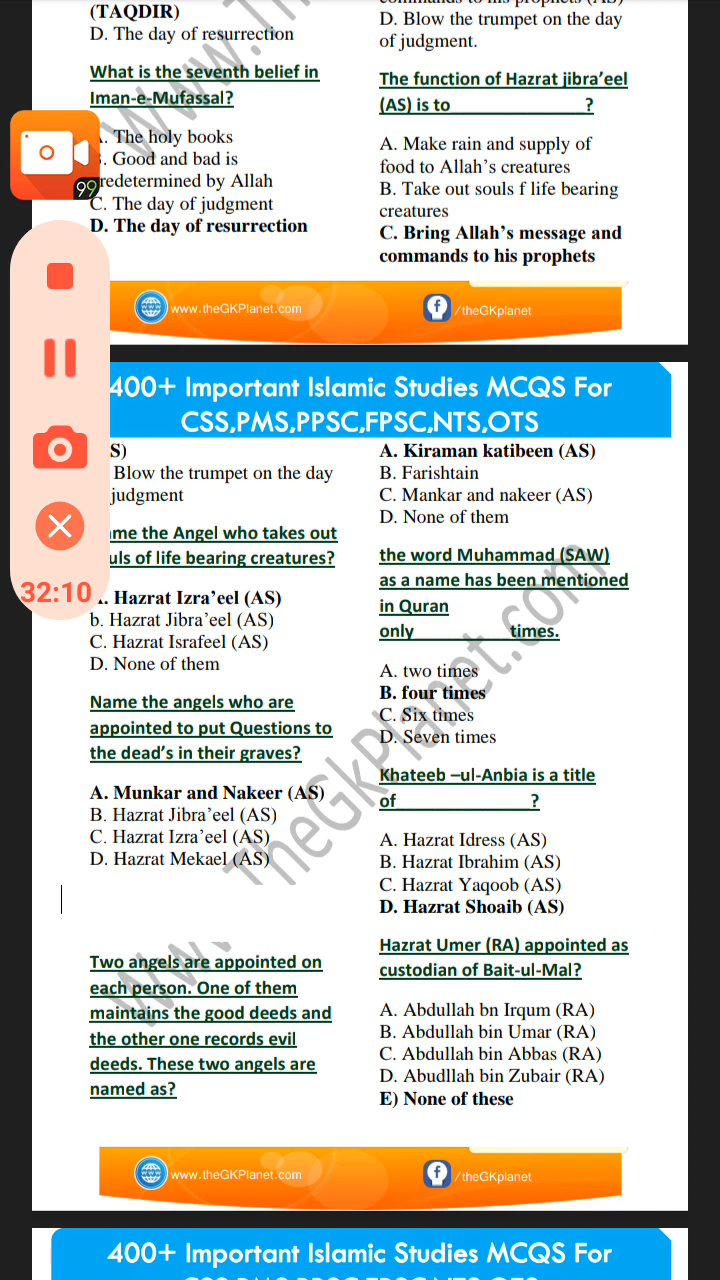 (TAQDIR)
D. The day of resurrection
What is the seventh belief in
Iman-e-Mufassal?
. The holy books
. Good and bad is
redetermined by Allah
C. The day of judgment
D. The day of resurrection
D. Blow the trumpet on the day
of judgment.
The function of Hazrat jibra’eel
(AS) is to______________?
A. Make rain and supply of
food to Allah’s creatures
B. Take out souls f life bearing
creatures
C. Bring Allah’s message and
commands to his prophets
99
www.theGKPlanet.com
/theGKplanet
400+ Important Islamic Studies MCQS For
CSS,PMS,PPSC,FPSC,NTS,OTS
S)
Blow the trumpet on the day
judgment
me the Angel who takes out
uls of life bearing creatures?
32:10
. Hazrat Izra’eel (AS)
b. Hazrat Jibra’eel (AS)
C. Hazrat Israfeel (AS)
D. None of them
Name the angels who are
appointed to put Questions to
the dead’s in their graves?
A. Munkar and Nakeer (AS)
B. Hazrat Jibra’eel (AS)
C. Hazrat Izra’eel (AS)
D. Hazrat Mekael (AS)
Two angels are appointed on
each person. One of them
maintains the good deeds and
the other one records evil
deeds. These two angels are
named as?
A. Kiraman katibeen (AS)
B. Farishtain
C. Mankar and nakeer (AS)
D. None of them
the word Muhammad (SAW)
as a name has been mentioned
in Quran
only__________times.
A. two times
B. four times
C. Six times
D. Seven times
Khateeb –ul-Anbia is a title
of______________?
A. Hazrat Idress (AS)
B. Hazrat Ibrahim (AS)
C. Hazrat Yaqoob (AS)
D. Hazrat Shoaib (AS)
Hazrat Umer (RA) appointed as
custodian of Bait-ul-Mal?
A. Abdullah bn Irqum (RA)
B. Abdullah bin Umar (RA)
C. Abdullah bin Abbas (RA)
D. Abudllah bin Zubair (RA)
E) None of these
www.TheGkPlanet.com
www.theGKPlanet.com
/theGKplanet
400+ Important Islamic Studies MCQS For